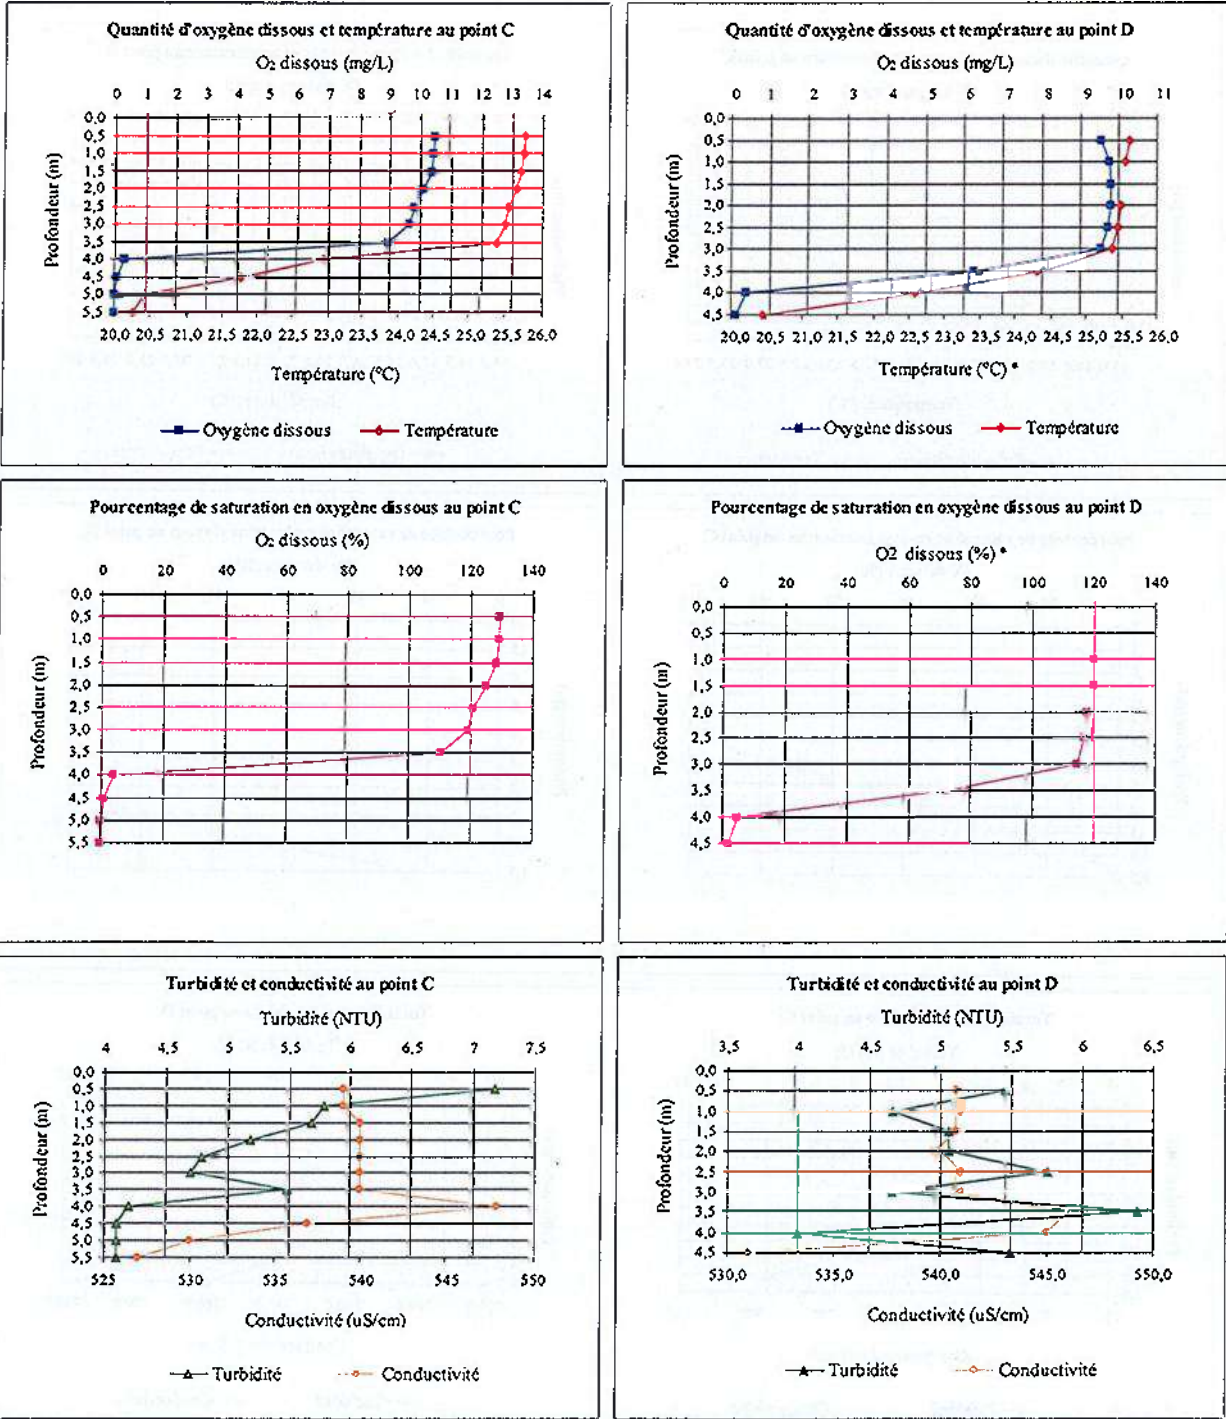 Quantité d'oxygène dissous et température au point C
O₂ dissous (mg/L)
0 1 2 3 4 5 6 7 8 9 10 11 12 13 14
0,0
0,5
1,0
1,5
2,0
2,5
3,0
3,5
4,0
4,5
5,0
5,5
Profondeur (m)
20,0 20,5 21,0 21,5 22,0 22,5 23,0 23,5 24,0 24,5 25,0 25,5 26,0
Température (°C)
Oxygène dissous Température
Quantité d'oxygène dissous et température au point D
O₂ dissous (mg/L)
0 1 2 3 4 5 6 7 8 9 10 11
0,0
0,5
1,0
1,5
2,0
2,5
3,0
3,5
4,0
4,5
Profondeur (m)
20,0 20,5 21,0 21,5 22,0 22,5 23,0 23,5 24,0 24,5 25,0 25,5 26,0
Température (°C) *
Oxygène dissous Température
Pourcentage de saturation en oxygène dissous au point C
O₂ dissous (%)
0 20 40 60 80 100 120 140
0,0
0,5
1,0
1,5
2,0
2,5
3,0
3,5
4,0
4,5
5,0
5,5
Profondeur (m)
Pourcentage de saturation en oxygène dissous au point D
O2 dissous (%) *
0 20 40 60 80 100 120 140
0,0
0,5
1,0
1,5
2,0
2,5
3,0
3,5
4,0
4,5
Profondeur (m)
Turbidité et conductivité au point C
Turbidité (NTU)
4 4,5 5 5,5 6 6,5 7 7,5
0,0
0,5
1,0
1,5
2,0
2,5
3,0
3,5
4,0
4,5
5,0
5,5
Profondeur (m)
525 530 535 540 545 550
Conductivité (uS/cm)
Turbidité Conductivité
Turbidité et conductivité au point D
Turbidité (NTU)
3,5 4 4,5 5 5,5 6 6,5
0,0
0,5
1,0
1,5
2,0
2,5
3,0
3,5
4,0
4,5
Profondeur (m)
530,0 535,0 540,0 545,0 550,0
Conductivité (uS/cm)
Turbidité Conductivité